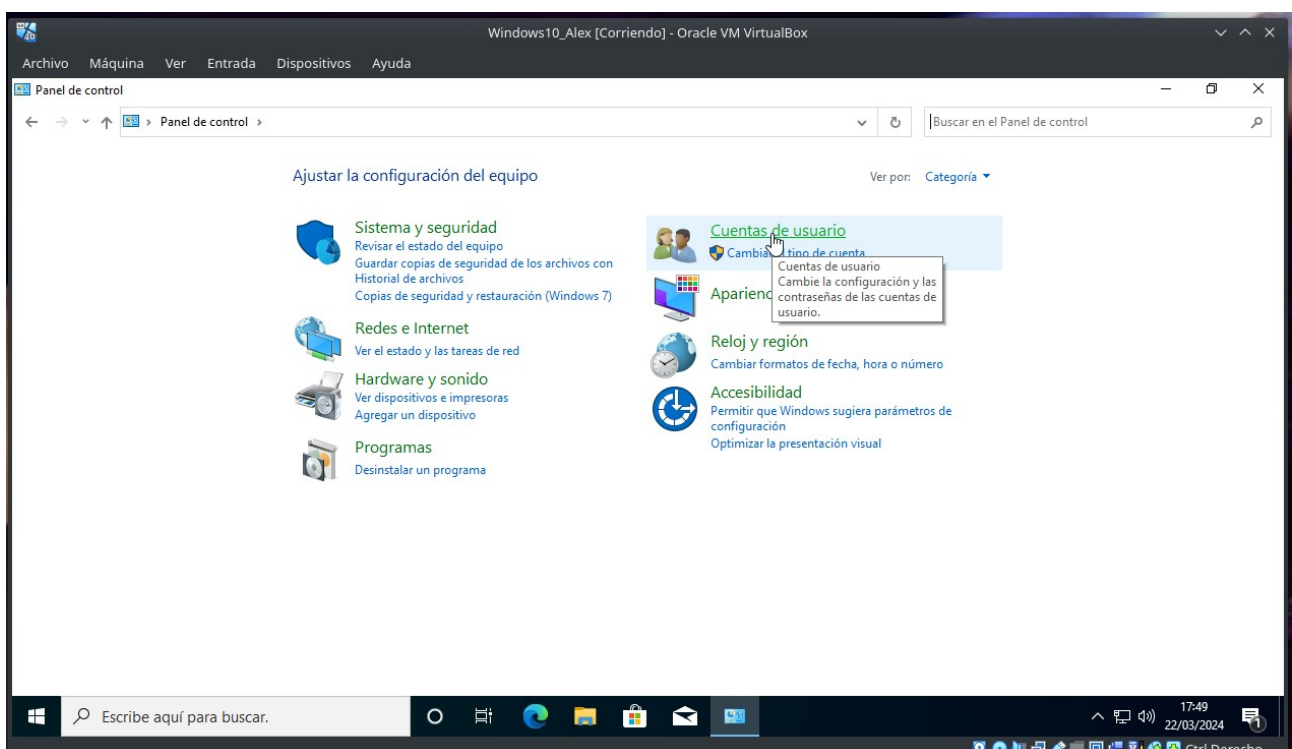 Windows10_Alex [Corriendo] - Oracle VM VirtualBox
Archivo Máquina Ver Entrada Dispositivos Ayuda
Panel de control
Panel de control
Buscar en el Panel de control
Ajustar la configuración del equipo
Ver por: Categoría
Sistema y seguridad
Revisar el estado del equipo
Guardar copias de seguridad de los archivos con
Historial de archivos
Copias de seguridad y restauración (Windows 7)
Redes e Internet
Ver el estado y las tareas de red
Hardware y sonido
Ver dispositivos e impresoras
Agregar un dispositivo
Programas
Desinstalar un programa
Cuentas de usuario
tipo de cuenta
Cuentas de usuario
Cambie la configuración y las
contraseñas de las cuentas de
usuario.
Reloj y región
Cambiar formatos de fecha, hora o número
Accesibilidad
Permitir que Windows sugiera parámetros de
configuración
Optimizar la presentación visual
Escribe aquí para buscar.
17:49
22/03/2024
1
Ctrl Derecho